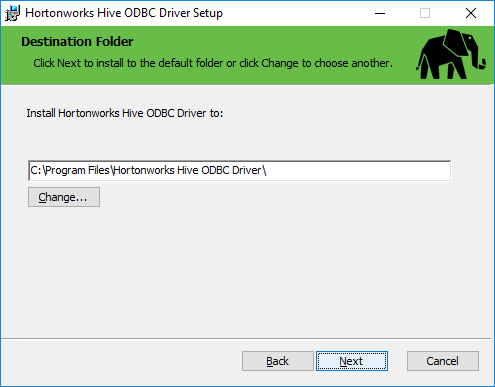 Hortonworks Hive ODBC Driver Setup
Destination Folder
Click Next to install to the default folder or click Change to choose another.
Install Hortonworks Hive ODBC Driver to:
C:\Program Files\Hortonworks Hive ODBC Driver\
Change...
Back Next Cancel